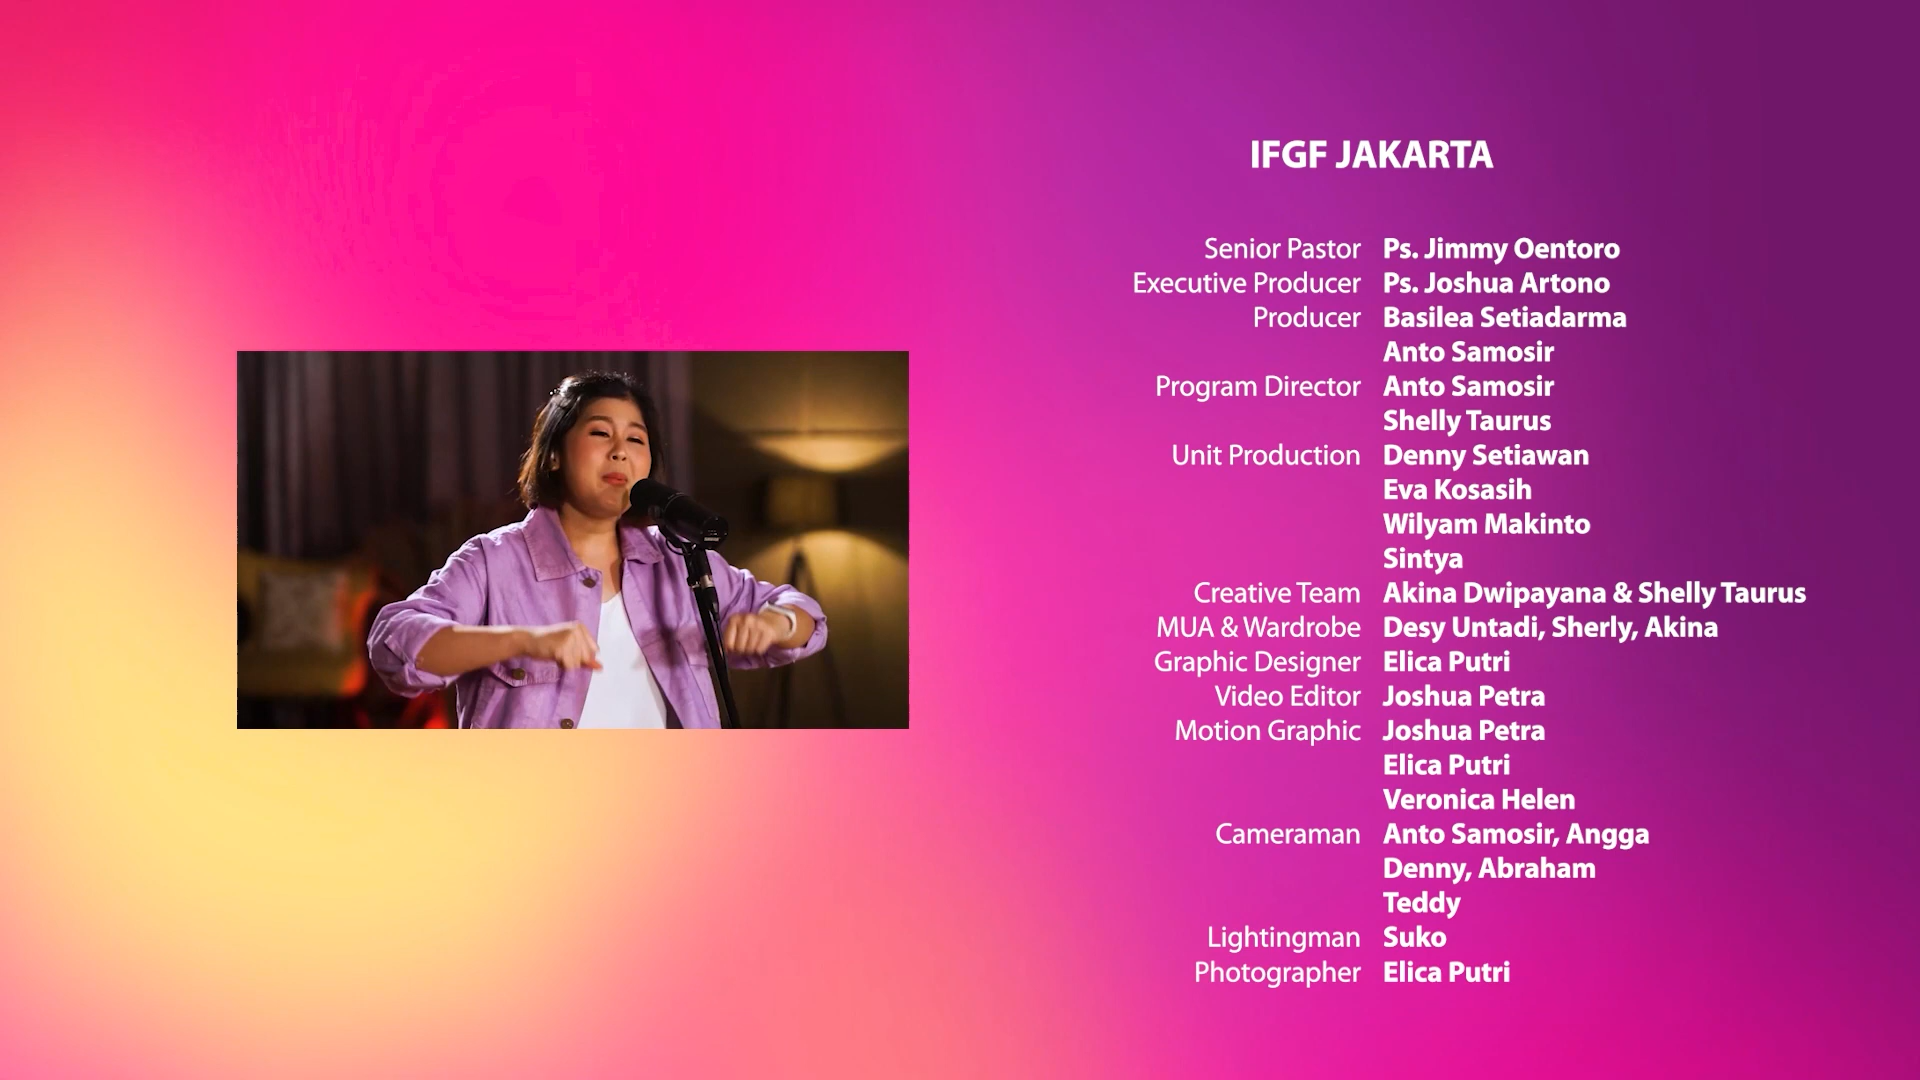 IFGF JAKARTA
Senior Pastor Ps. Jimmy Oentoro
Executive Producer Ps. Joshua Artono
Producer Basilea Setiadarma
Anto Samosir
Program Director Anto Samosir
Shelly Taurus
Unit Production Denny Setiawan
Eva Kosasih
Wilyam Makinto
Sintya
Creative Team Akina Dwipayana & Shelly Taurus
MUA & Wardrobe Desy Untadi, Sherly, Akina
Graphic Designer Elica Putri
Video Editor Joshua Petra
Motion Graphic Joshua Petra
Elica Putri
Veronica Helen
Cameraman Anto Samosir, Angga
Denny, Abraham
Teddy
Lightingman Suko
Photographer Elica Putri